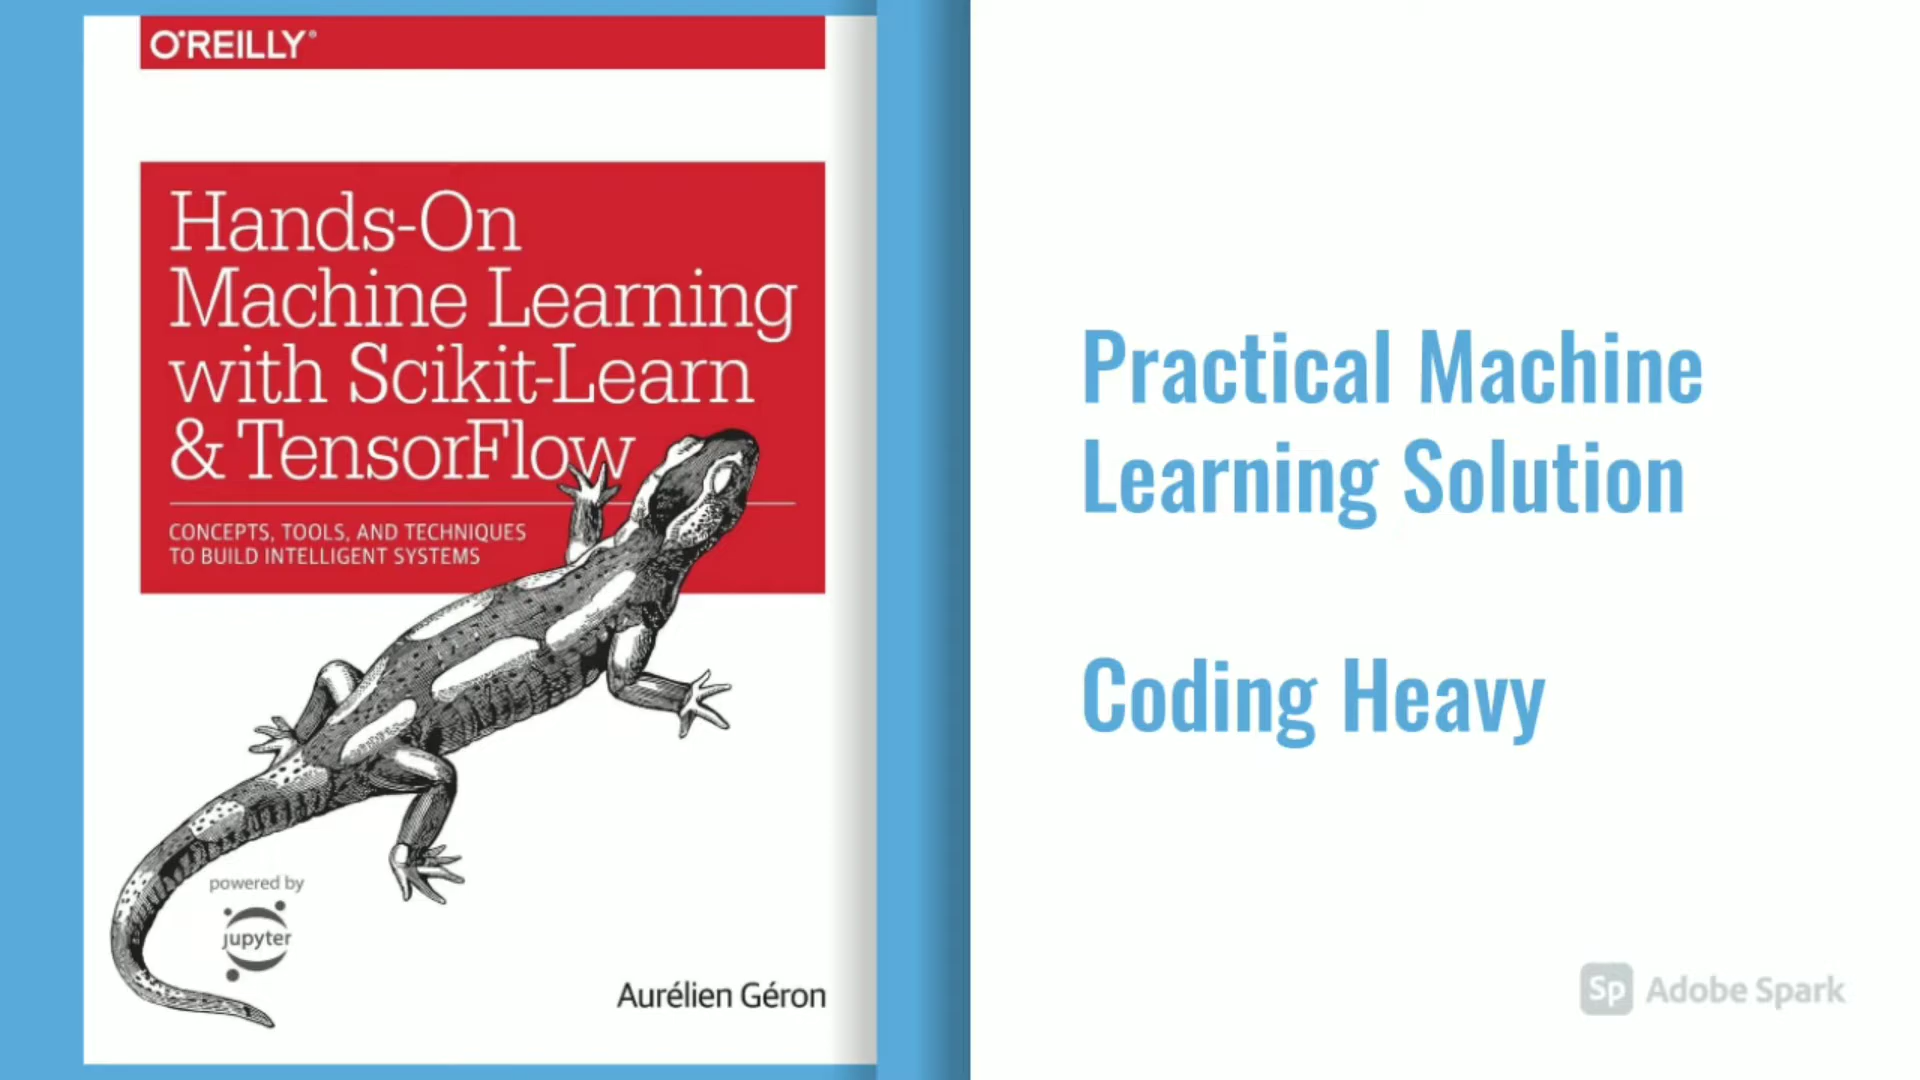 O'REILLY®
Hands-On
Machine Learning
with Scikit-Learn
& TensorFlow
CONCEPTS, TOOLS, AND TECHNIQUES
TO BUILD INTELLIGENT SYSTEMS
powered by
jupyter
Aurélien Géron
Practical Machine
Learning Solution
Coding Heavy
Sp Adobe Spark